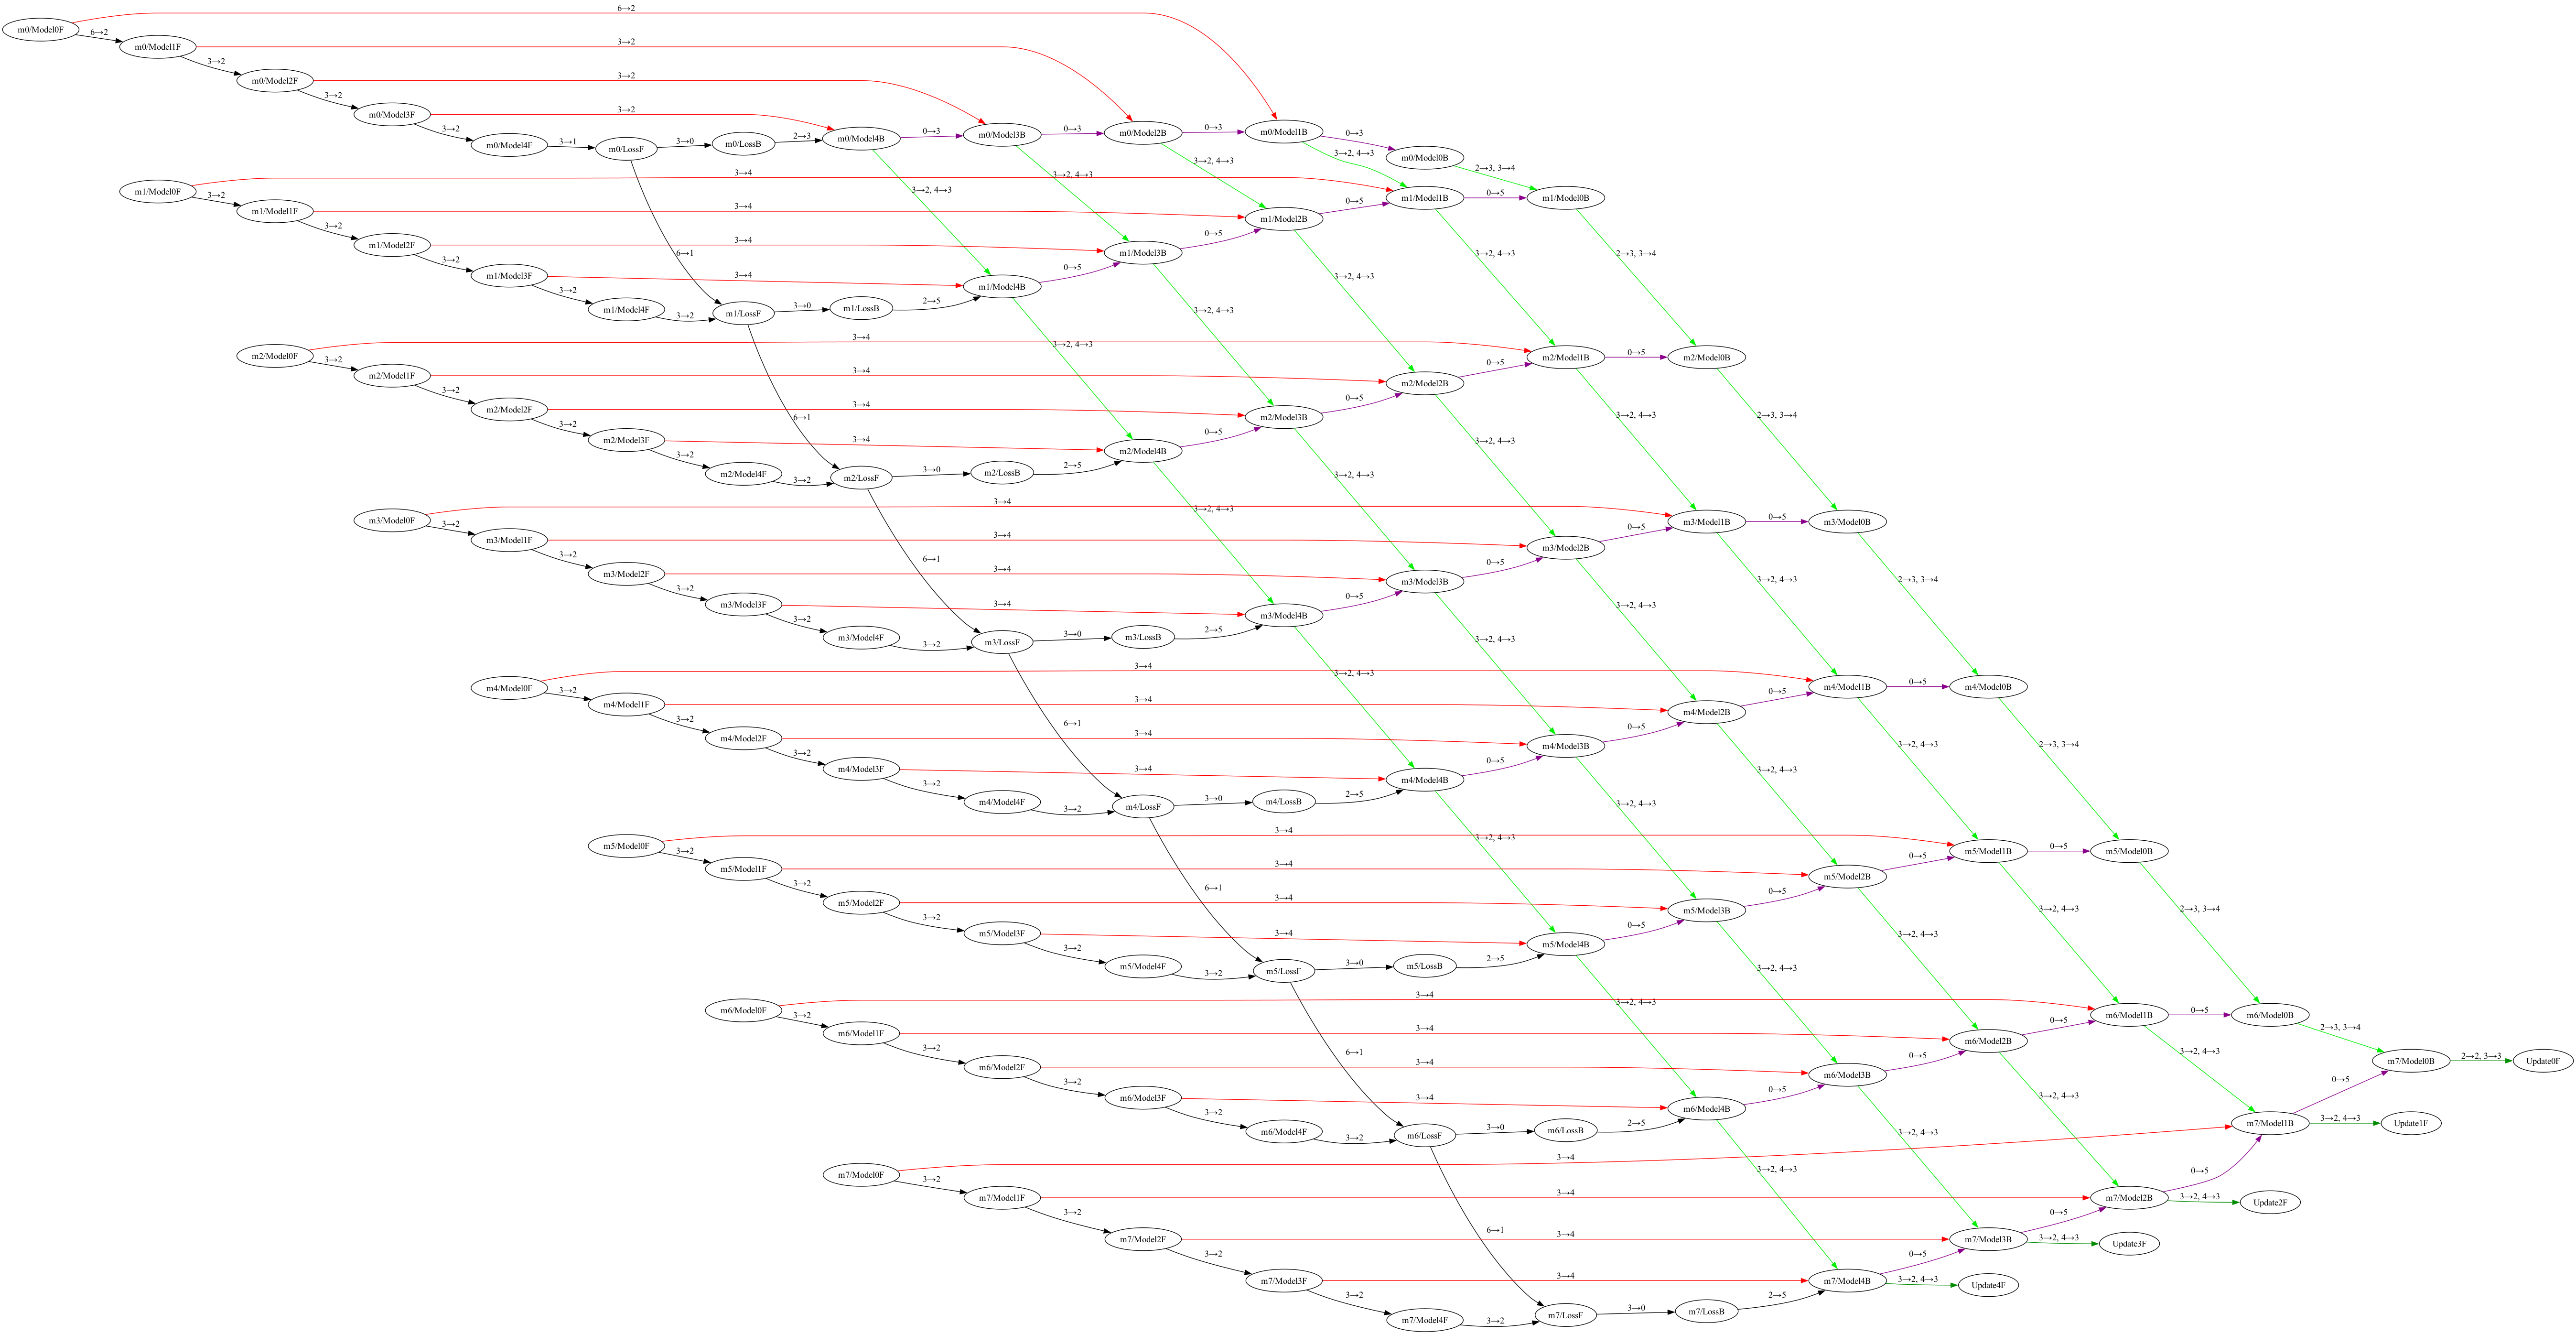 6→2
m0/Model0F
6→2
3→2
m0/Model1F
3→2
3→2
m0/Model2F
3→2
3→2
m0/Model3F
3→2
m0/Model4F
3→1
m0/LossF
3→0
m0/LossB
2→3
m0/Model4B
0→3
m0/Model3B
0→3
m0/Model2B
0→3
m0/Model1B
0→3
m0/Model0B
3→2, 4→3
3→2, 4→3
3→2, 4→3
3→2, 4→3
2→3, 3→4
m1/Model0F
3→2
3→4
m1/Model1F
3→2
3→4
m1/Model2F
3→2
3→4
m1/Model3F
3→2
3→4
m1/Model4F
3→2
6→1
m1/LossF
3→0
m1/LossB
2→5
m1/Model4B
0→5
m1/Model3B
0→5
m1/Model2B
0→5
m1/Model1B
0→5
m1/Model0B
3→2, 4→3
3→2, 4→3
3→2, 4→3
3→2, 4→3
2→3, 3→4
m2/Model0F
3→2
3→4
m2/Model1F
3→2
3→4
m2/Model2F
3→2
3→4
m2/Model3F
3→2
3→4
m2/Model4F
3→2
6→1
m2/LossF
3→0
m2/LossB
2→5
m2/Model4B
0→5
m2/Model3B
0→5
m2/Model2B
0→5
m2/Model1B
0→5
m2/Model0B
3→2, 4→3
3→2, 4→3
3→2, 4→3
3→2, 4→3
2→3, 3→4
m3/Model0F
3→2
3→4
m3/Model1F
3→2
3→4
m3/Model2F
3→2
3→4
m3/Model3F
3→2
3→4
m3/Model4F
3→2
6→1
m3/LossF
3→0
m3/LossB
2→5
m3/Model4B
0→5
m3/Model3B
0→5
m3/Model2B
0→5
m3/Model1B
0→5
m3/Model0B
3→2, 4→3
3→2, 4→3
3→2, 4→3
3→2, 4→3
2→3, 3→4
m4/Model0F
3→2
3→4
m4/Model1F
3→2
3→4
m4/Model2F
3→2
3→4
m4/Model3F
3→2
3→4
m4/Model4F
3→2
6→1
m4/LossF
3→0
m4/LossB
2→5
m4/Model4B
0→5
m4/Model3B
0→5
m4/Model2B
0→5
m4/Model1B
0→5
m4/Model0B
3→2, 4→3
3→2, 4→3
3→2, 4→3
3→2, 4→3
2→3, 3→4
m5/Model0F
3→2
3→4
m5/Model1F
3→2
3→4
m5/Model2F
3→2
3→4
m5/Model3F
3→2
3→4
m5/Model4F
3→2
6→1
m5/LossF
3→0
m5/LossB
2→5
m5/Model4B
0→5
m5/Model3B
0→5
m5/Model2B
0→5
m5/Model1B
0→5
m5/Model0B
3→2, 4→3
3→2, 4→3
3→2, 4→3
3→2, 4→3
2→3, 3→4
m6/Model0F
3→2
3→4
m6/Model1F
3→2
3→4
m6/Model2F
3→2
3→4
m6/Model3F
3→2
3→4
m6/Model4F
3→2
6→1
m6/LossF
3→0
m6/LossB
2→5
m6/Model4B
0→5
m6/Model3B
0→5
m6/Model2B
0→5
m6/Model1B
0→5
m6/Model0B
3→2, 4→3
3→2, 4→3
3→2, 4→3
3→2, 4→3
2→3, 3→4
m7/Model0F
3→2
3→4
m7/Model1F
3→2
3→4
m7/Model2F
3→2
3→4
m7/Model3F
3→2
3→4
m7/Model4F
3→2
6→1
m7/LossF
3→0
m7/LossB
2→5
m7/Model4B
0→5
m7/Model3B
0→5
m7/Model2B
0→5
m7/Model1B
0→5
m7/Model0B
2→2, 3→3
Update0F
3→2, 4→3
Update1F
3→2, 4→3
Update2F
3→2, 4→3
Update3F
3→2, 4→3
Update4F